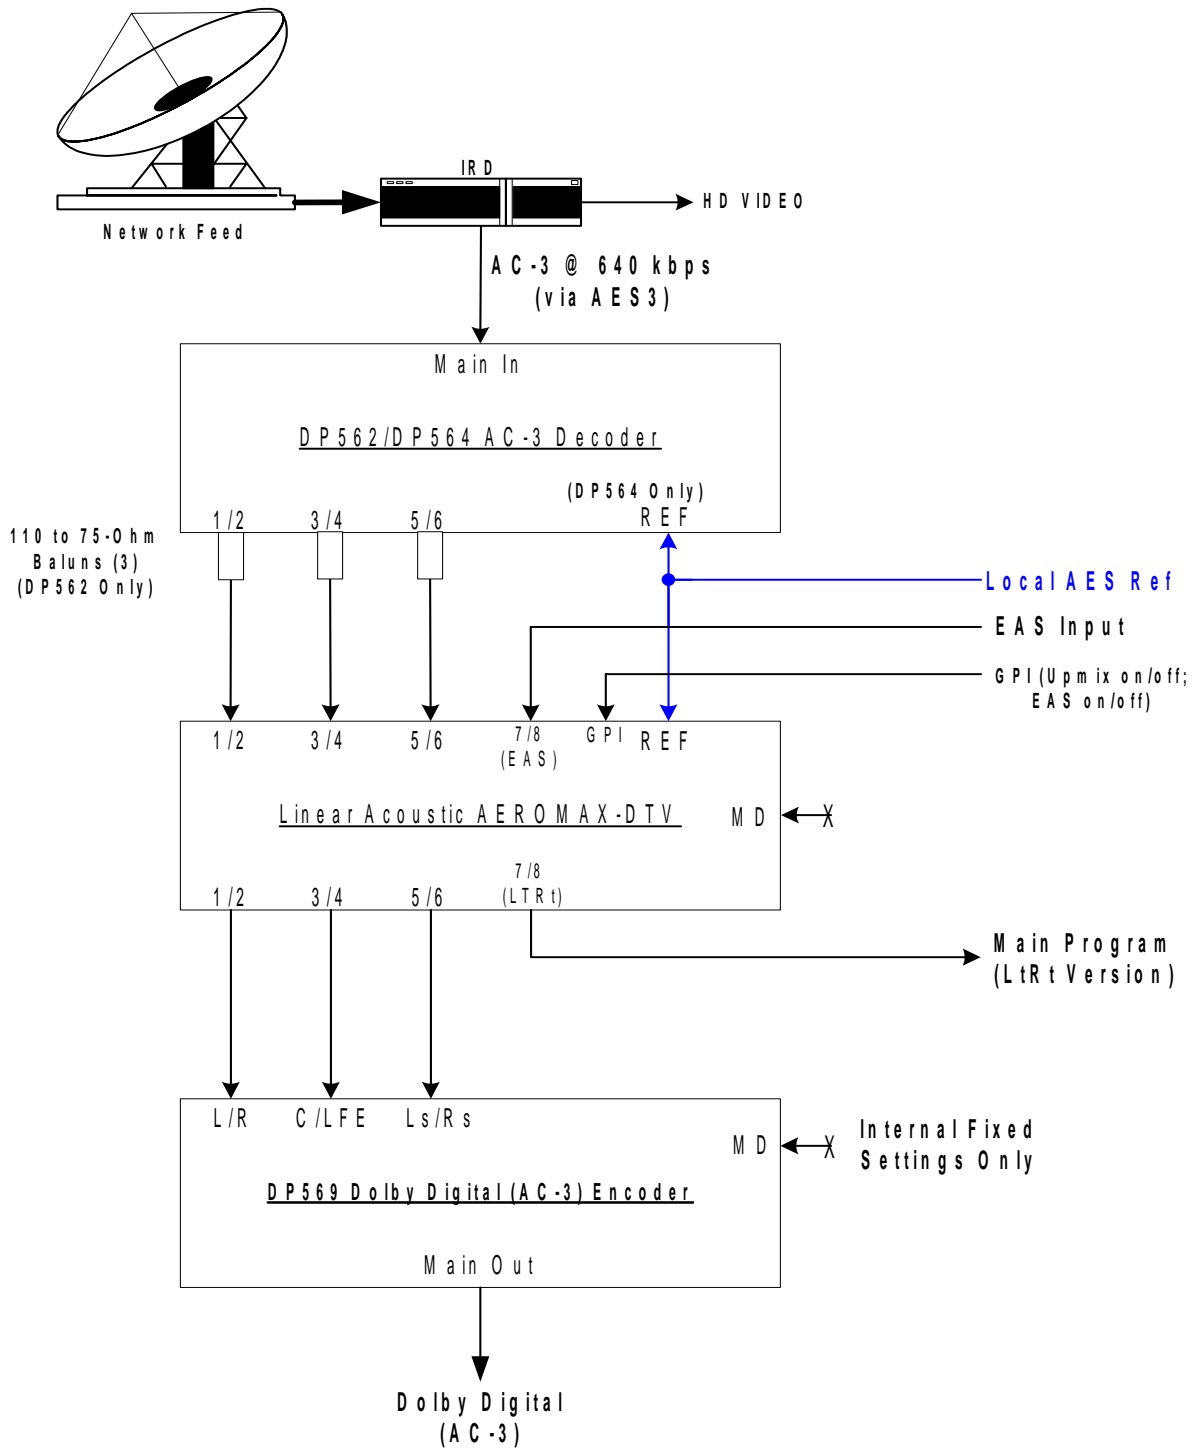 IRD
HD VIDEO
Network Feed
AC-3 @ 640 kbps
(via AES3)
Main In
DP562/DP564 AC-3 Decoder
(DP564 Only)
1/2 3/4 5/6 REF
110 to 75-Ohm
Baluns (3)
(DP562 Only)
Local AES Ref
EAS Input
GPI (Upmix on/off;
EAS on/off)
1/2 3/4 5/6 7/8 GPI REF
(EAS)
Linear Acoustic AEROMAX-DTV
MD X
7/8
1/2 3/4 5/6 (LTRt)
Main Program
(LtRt Version)
L/R C/LFE Ls/Rs
MD X
Internal Fixed
Settings Only
DP569 Dolby Digital (AC-3) Encoder
Main Out
Dolby Digital
(AC-3)